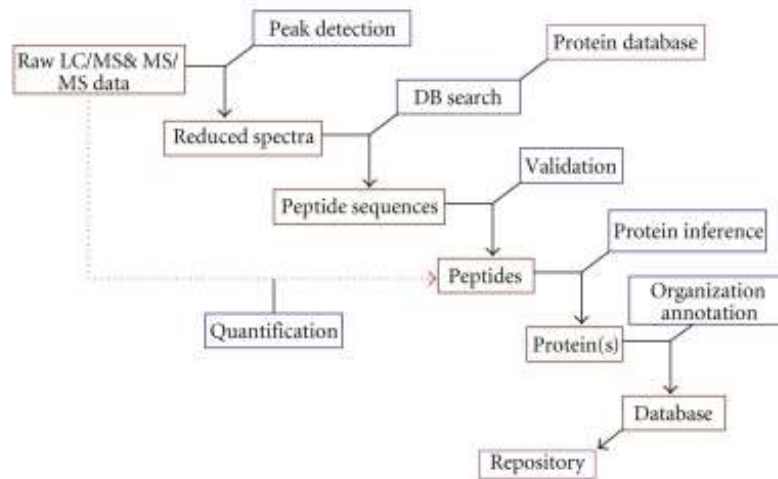 Peak detection
Raw LC/MS& MS/
MS data
Protein database
DB search
Reduced spectra
Validation
Peptide sequences
Protein inference
Peptides
Organization
annotation
Quantification
Protein(s)
Database
Repository